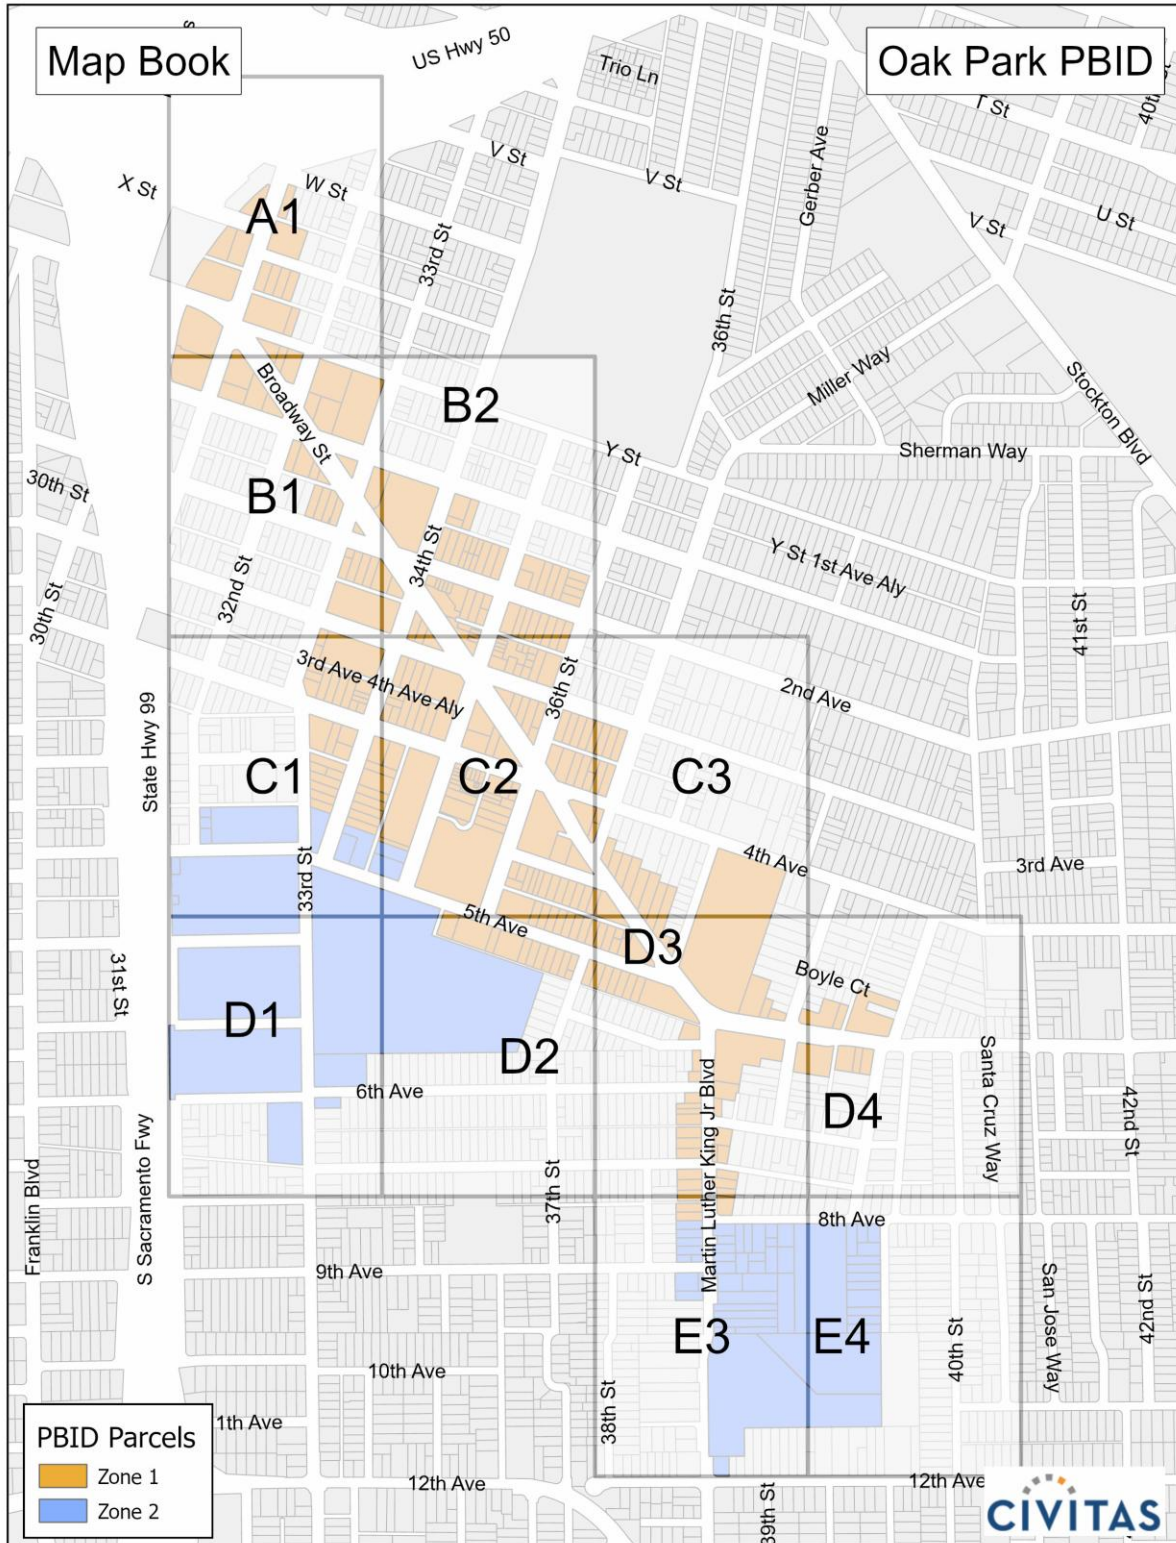 Map Book
Oak Park PBID
US Hwy 50
Trio Ln
T St
40th St
X St
W St
V St
V St
Gerber Ave
V St
U St
A1
33rd St
36th St
Miller Way
Stockton Blvd
Broadway St
B2
Y St
Sherman Way
30th St
B1
34th St
Y St 1st Ave Aly
32nd St
30th St
41st St
3rd Ave 4th Ave Aly
36th St
2nd Ave
State Hwy 99
C1
C2
C3
4th Ave
3rd Ave
33rd St
5th Ave
D3
31st St
Boyle Ct
D1
D2
Santa Cruz Way
6th Ave
Martin Luther King Jr Blvd
D4
42nd St
Franklin Blvd
S Sacramento Fwy
37th St
8th Ave
9th Ave
San Jose Way
42nd St
E3
E4
40th St
10th Ave
38th St
1th Ave
PBID Parcels
Zone 1
Zone 2
12th Ave
39th St
12th Ave
CIVITAS